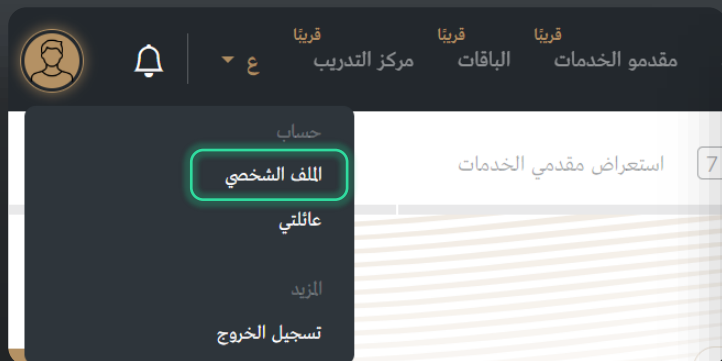 قريبًا
قريبًا
قريبًا
مقدمو الخدمات
الباقات
مركز التدريب
ع
حساب
7
استعراض مقدمي الخدمات
الملف الشخصي
عائلتي
المزيد
تسجيل الخروج